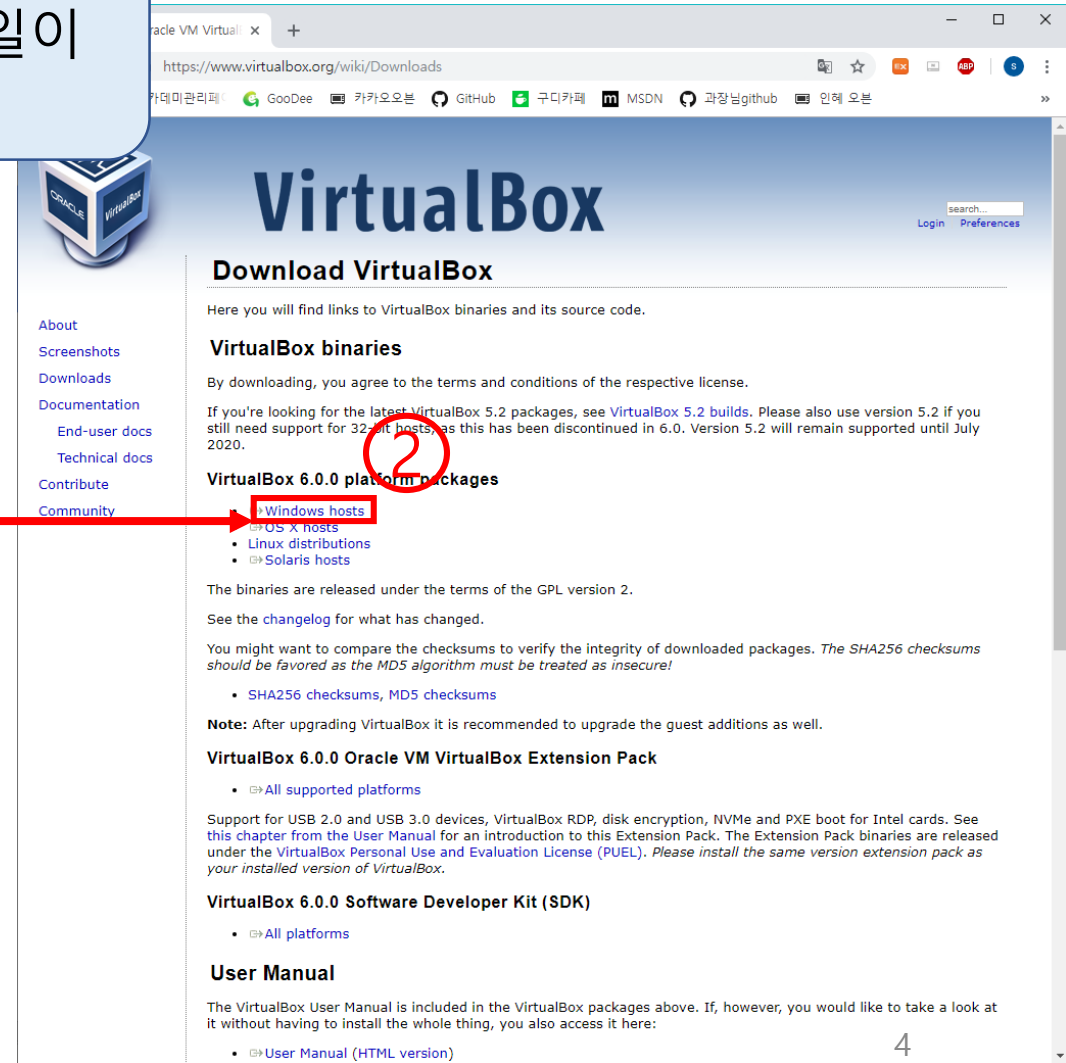 일이
racle VM Virtual
https://www.virtualbox.org/wiki/Downloads
ABP
s
카데미관리페
GooDee
카카오오븐
GitHub
구디카페
m MSDN
과장님github
인혜 오븐
»
ORACLE
VirtualBox
VirtualBox
search...
Login Preferences
Download VirtualBox
Here you will find links to VirtualBox binaries and its source code.
About
Screenshots
Downloads
Documentation
End-user docs
Technical docs
Contribute
Community
VirtualBox binaries
By downloading, you agree to the terms and conditions of the respective license.
If you're looking for the latest VirtualBox 5.2 packages, see VirtualBox 5.2 builds. Please also use version 5.2 if you
still need support for 32-bit hosts, as this has been discontinued in 6.0. Version 5.2 will remain supported until July
2020.
②
VirtualBox 6.0.0 platform packages
• Windows hosts
OS X hosts
• Linux distributions
• Solaris hosts
The binaries are released under the terms of the GPL version 2.
See the changelog for what has changed.
You might want to compare the checksums to verify the integrity of downloaded packages. The SHA256 checksums
should be favored as the MD5 algorithm must be treated as insecure!
• SHA256 checksums, MD5 checksums
Note: After upgrading VirtualBox it is recommended to upgrade the guest additions as well.
VirtualBox 6.0.0 Oracle VM VirtualBox Extension Pack
• All supported platforms
Support for USB 2.0 and USB 3.0 devices, VirtualBox RDP, disk encryption, NVMe and PXE boot for Intel cards. See
this chapter from the User Manual for an introduction to this Extension Pack. The Extension Pack binaries are released
under the VirtualBox Personal Use and Evaluation License (PUEL). Please install the same version extension pack as
your installed version of VirtualBox.
VirtualBox 6.0.0 Software Developer Kit (SDK)
• All platforms
User Manual
The VirtualBox User Manual is included in the VirtualBox packages above. If, however, you would like to take a look at
it without having to install the whole thing, you also access it here:
• User Manual (HTML version)
4